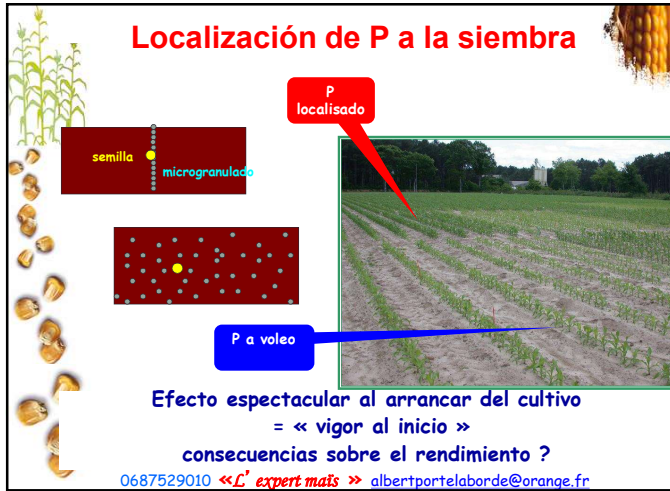 Localización de P a la siembra
P
localisado
semilla
microgranulado
P a voleo
Efecto espectacular al arrancar del cultivo
= « vigor al inicio »
consecuencias sobre el rendimiento ?
0687529010 «L’ expert maïs » albertportelaborde@orange.fr